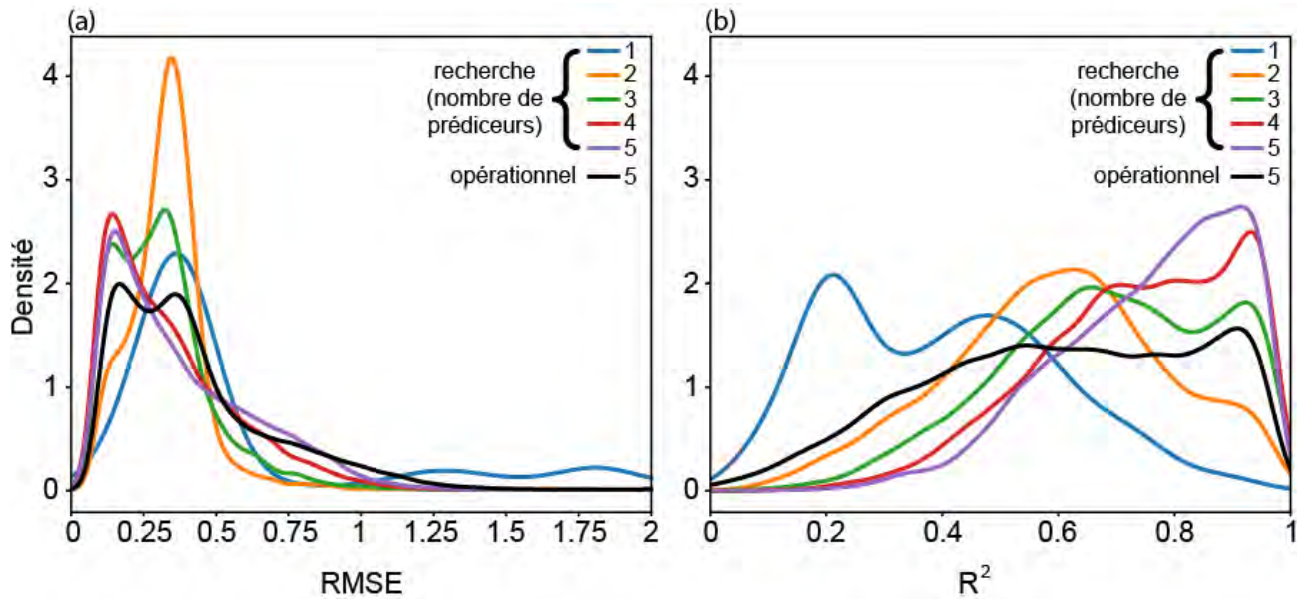 (a)
recherche
(nombre de
prédiceurs)
1
2
3
4
5
opérationnel
5
Densité
4
3
2
1
0
0
0.25
0.5
0.25
0.75
1
1.25
1.5
1.75
2
RMSE
(b)
recherche
(nombre de
prédiceurs)
1
2
3
4
5
opérationnel
5
4
3
2
1
0
0
0.2
0.4
0.6
0.8
1
R²